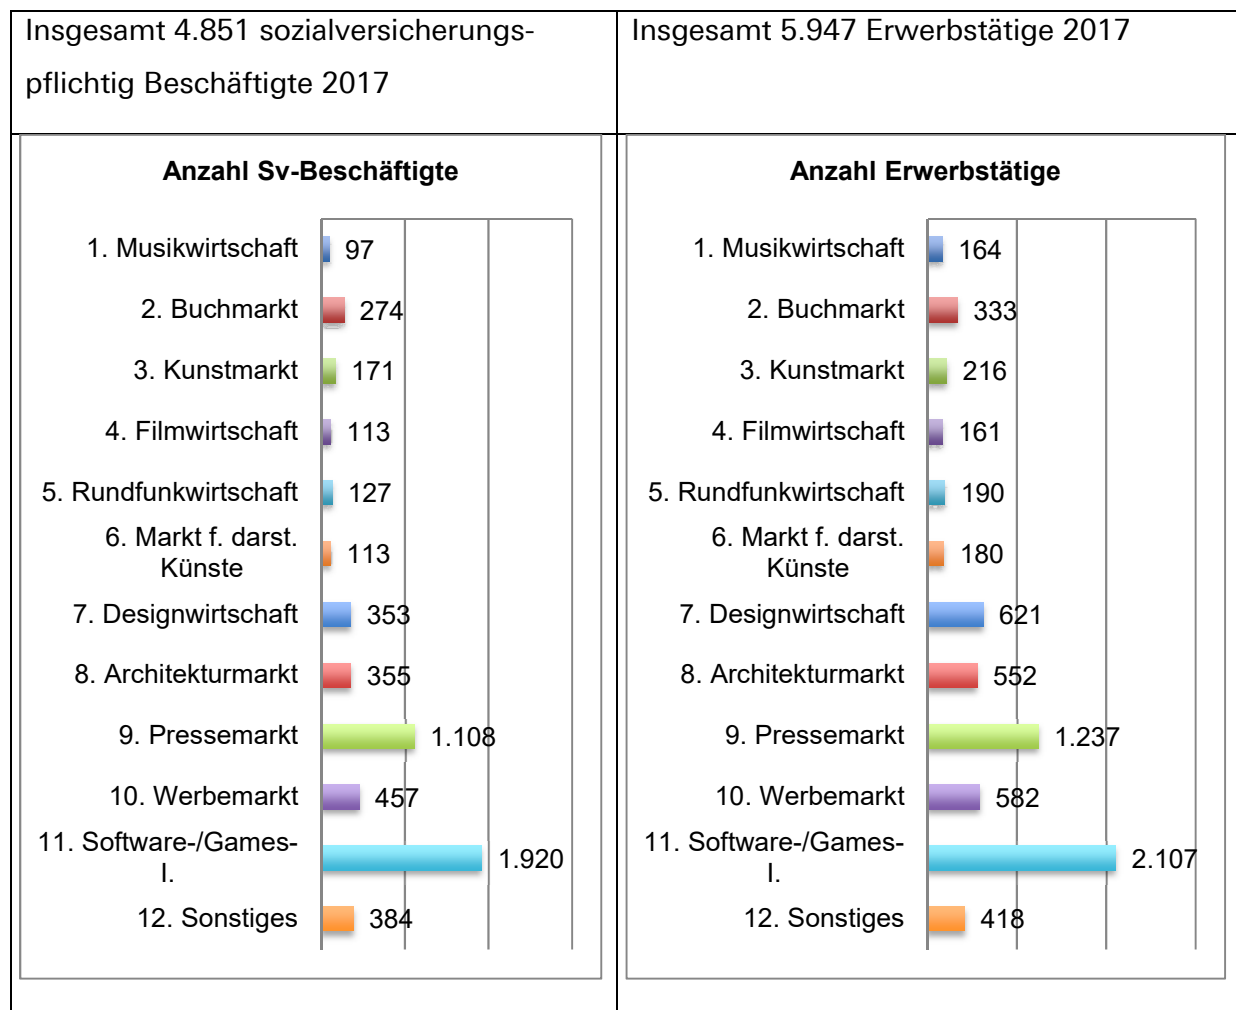 Insgesamt 4.851 sozialversicherungs-
pflichtig Beschäftigte 2017
Insgesamt 5.947 Erwerbstätige 2017
Anzahl Sv-Beschäftigte
1. Musikwirtschaft 97
2. Buchmarkt 274
3. Kunstmarkt 171
4. Filmwirtschaft 113
5. Rundfunkwirtschaft 127
6. Markt f. darst.
Künste 113
7. Designwirtschaft 353
8. Architekturmarkt 355
9. Pressemarkt 1.108
10. Werbemarkt 457
11. Software-/Games-
I. 1.920
12. Sonstiges 384
Anzahl Erwerbstätige
1. Musikwirtschaft 164
2. Buchmarkt 333
3. Kunstmarkt 216
4. Filmwirtschaft 161
5. Rundfunkwirtschaft 190
6. Markt f. darst.
Künste 180
7. Designwirtschaft 621
8. Architekturmarkt 552
9. Pressemarkt 1.237
10. Werbemarkt 582
11. Software-/Games-
I. 2.107
12. Sonstiges 418